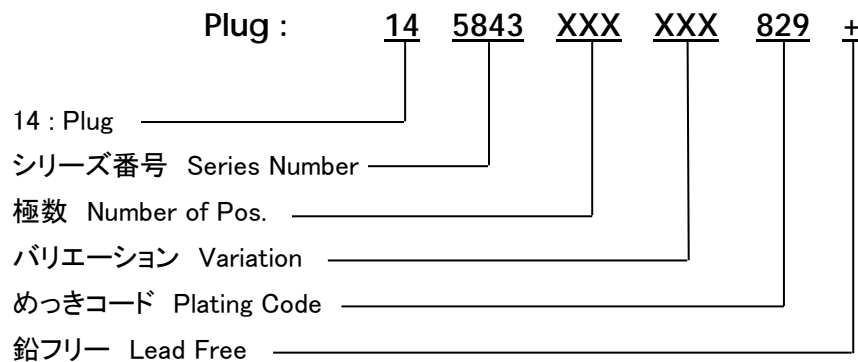 Plug : 14 5843 XXX XXX 829 +
14 : Plug
シリーズ番号 Series Number
極数 Number of Pos.
バリエーション Variation
めっきコード Plating Code
鉛フリー Lead Free